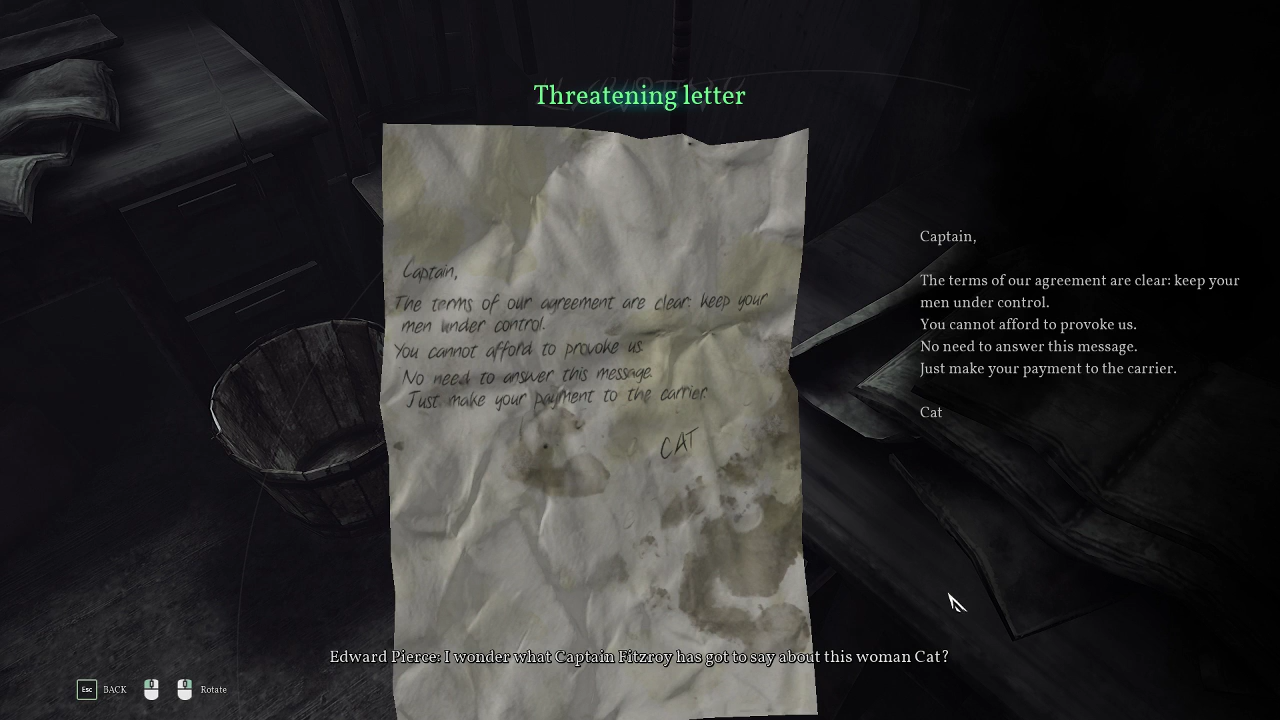 Threatening letter
Captain,
The terms of our agreement are clear: keep your
men under control.
You cannot afford to provoke us
No need to answer this message.
Just make your payment to the carrier.
CAT
Captain,
The terms of our agreement are clear: keep your
men under control.
You cannot afford to provoke us.
No need to answer this message.
Just make your payment to the carrier.
Cat
Edward Pierce: I wonder what Captain Fitzroy has got to say about this woman Cat?
Esc BACK Rotate